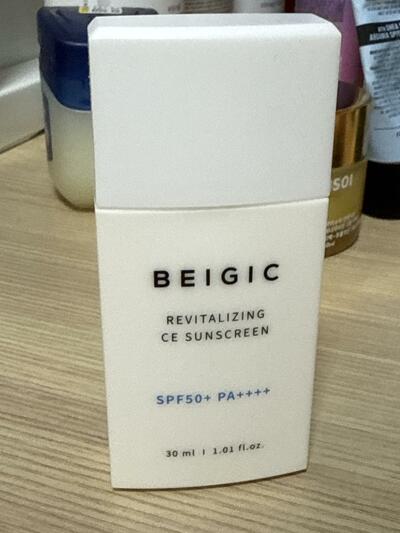 BEIGIC
REVITALIZING
CE SUNSCREEN
SPF50+ PA++++
30 ml | 1.01 fl.oz.